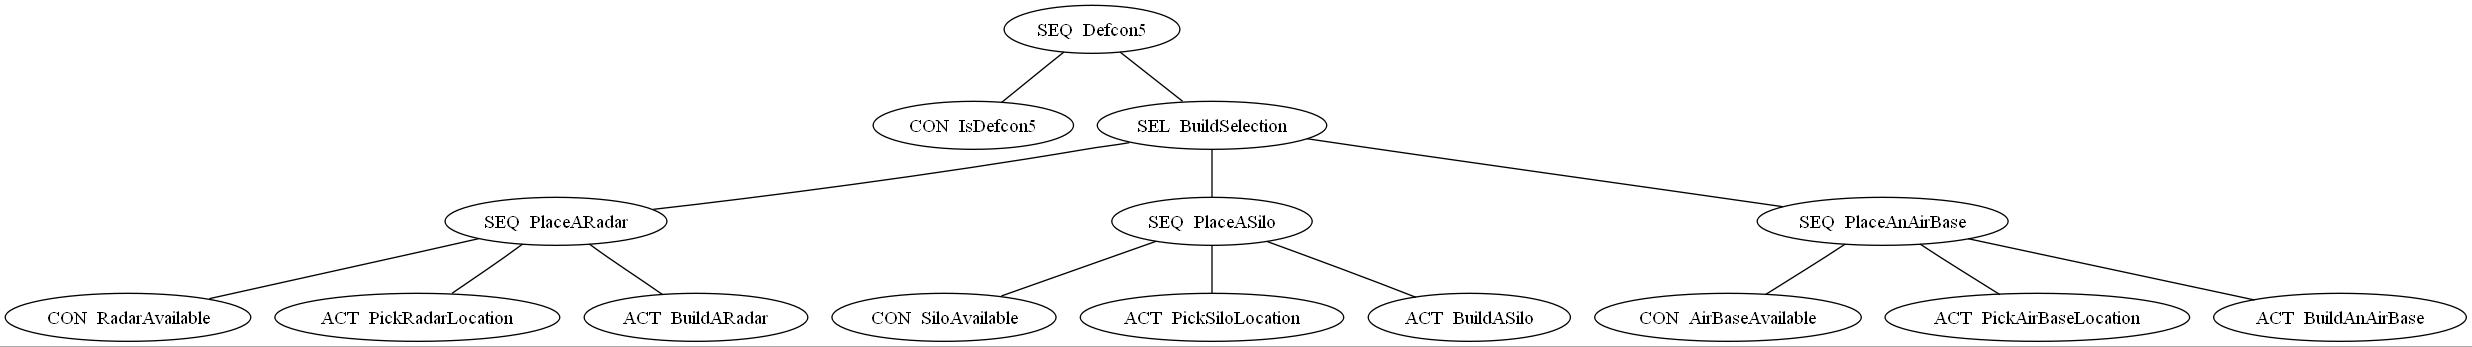 SEQ Defcon5
CON IsDefcon5
SEL BuildSelection
SEQ PlaceARadar
SEQ PlaceASilo
SEQ PlaceAnAirBase
CON RadarAvailable
ACT PickRadarLocation
ACT BuildARadar
CON SiloAvailable
ACT PickSiloLocation
ACT BuildASilo
CON AirBaseAvailable
ACT PickAirBaseLocation
ACT BuildAnAirBase